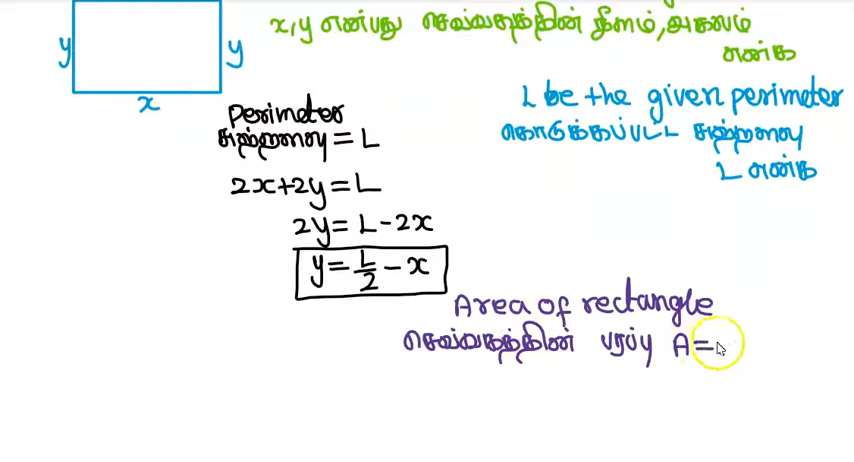 x, y என்பது செவ்வகத்தின் நீளம், அகலம்
என்க
y
y
x
L be the given perimeter
கொடுக்கப்பட்ட சுற்றளவு
L என்க
Perimeter
சுற்றளவு = L
2x+2y = L
2y = L - 2x
y = L/2 - x
Area of rectangle
செவ்வகத்தின் பரப்பு A =